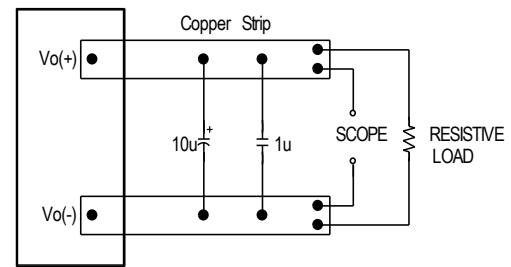 Copper Strip
Vo(+)
10u
+
1u
SCOPE
RESISTIVE
LOAD
Vo(-)